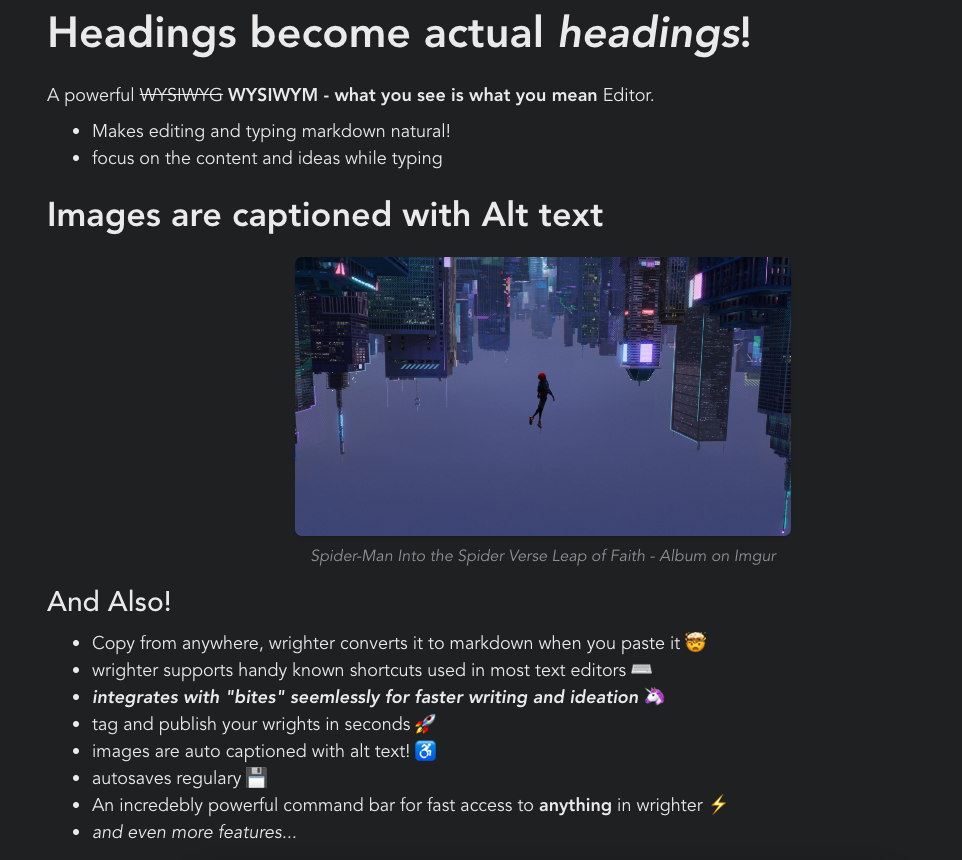 Headings become actual headings!
A powerful WYSIWYG WYSIWYM - what you see is what you mean Editor.
• Makes editing and typing markdown natural!
• focus on the content and ideas while typing
Images are captioned with Alt text
Spider-Man Into the Spider Verse Leap of Faith - Album on Imgur
And Also!
• Copy from anywhere, wrighter converts it to markdown when you paste it 🤯
• wrighter supports handy known shortcuts used in most text editors ⌨️
• integrates with "bites" seemlessly for faster writing and ideation 🦄
• tag and publish your wrights in seconds 🚀
• images are auto captioned with alt text! ♿
• autosaves regulary 💾
• An incredebly powerful command bar for fast access to anything in wrighter ⚡
• and even more features...